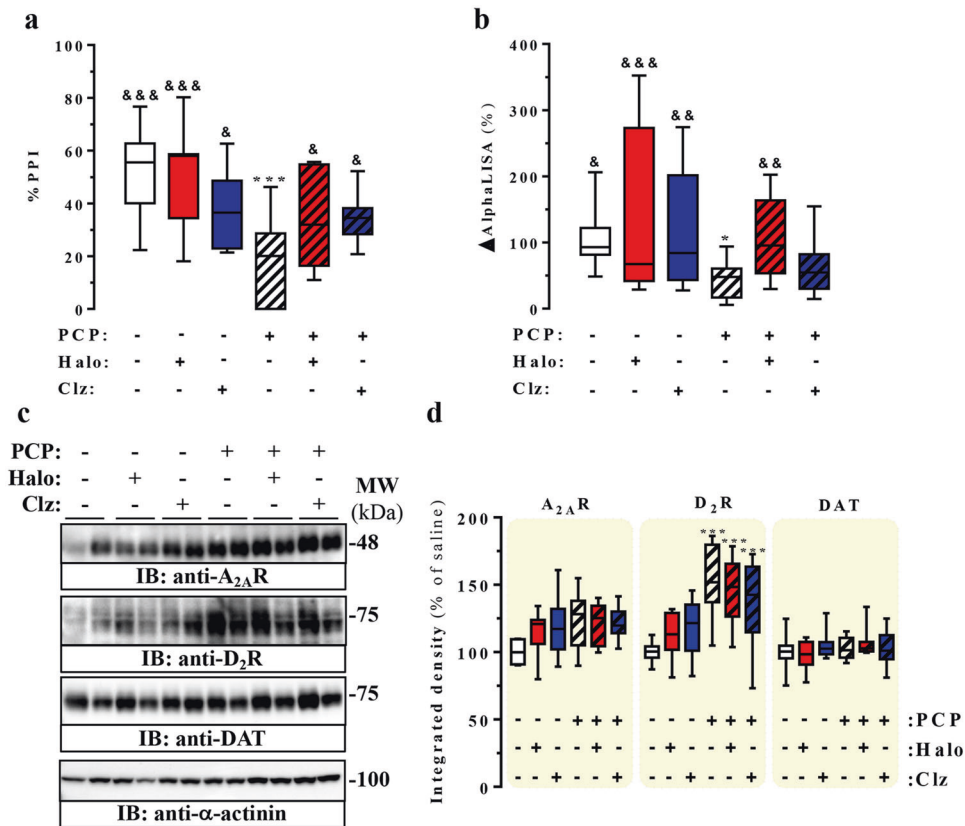 a
100
80
60
40
20
0
%PPI
&&& &&& & *** & &
PCP: - - - + + +
Halo: - + - - + -
Clz: - - + - - +
b
400
300
200
100
0
▲AlphaLISA (%)
& &&& && * &&
PCP: - - - + + +
Halo: - + - - + -
Clz: - - + - - +
c
PCP: - - - + + +
Halo: - + - - + -
Clz: - - + - - +
MW
(kDa)
-48
IB: anti-A2AR
-75
IB: anti-D2R
-75
IB: anti-DAT
-100
IB: anti-α-actinin
d
A2AR D2R DAT
200
150
100
50
0
Integrated density (% of saline)
*** *** ***
- - - + + + - - - + + + - - - + + + :PCP
- + - - + - - + - - + - - + - - + - :Halo
- - + - - + - - + - - + - - + - - + :Clz